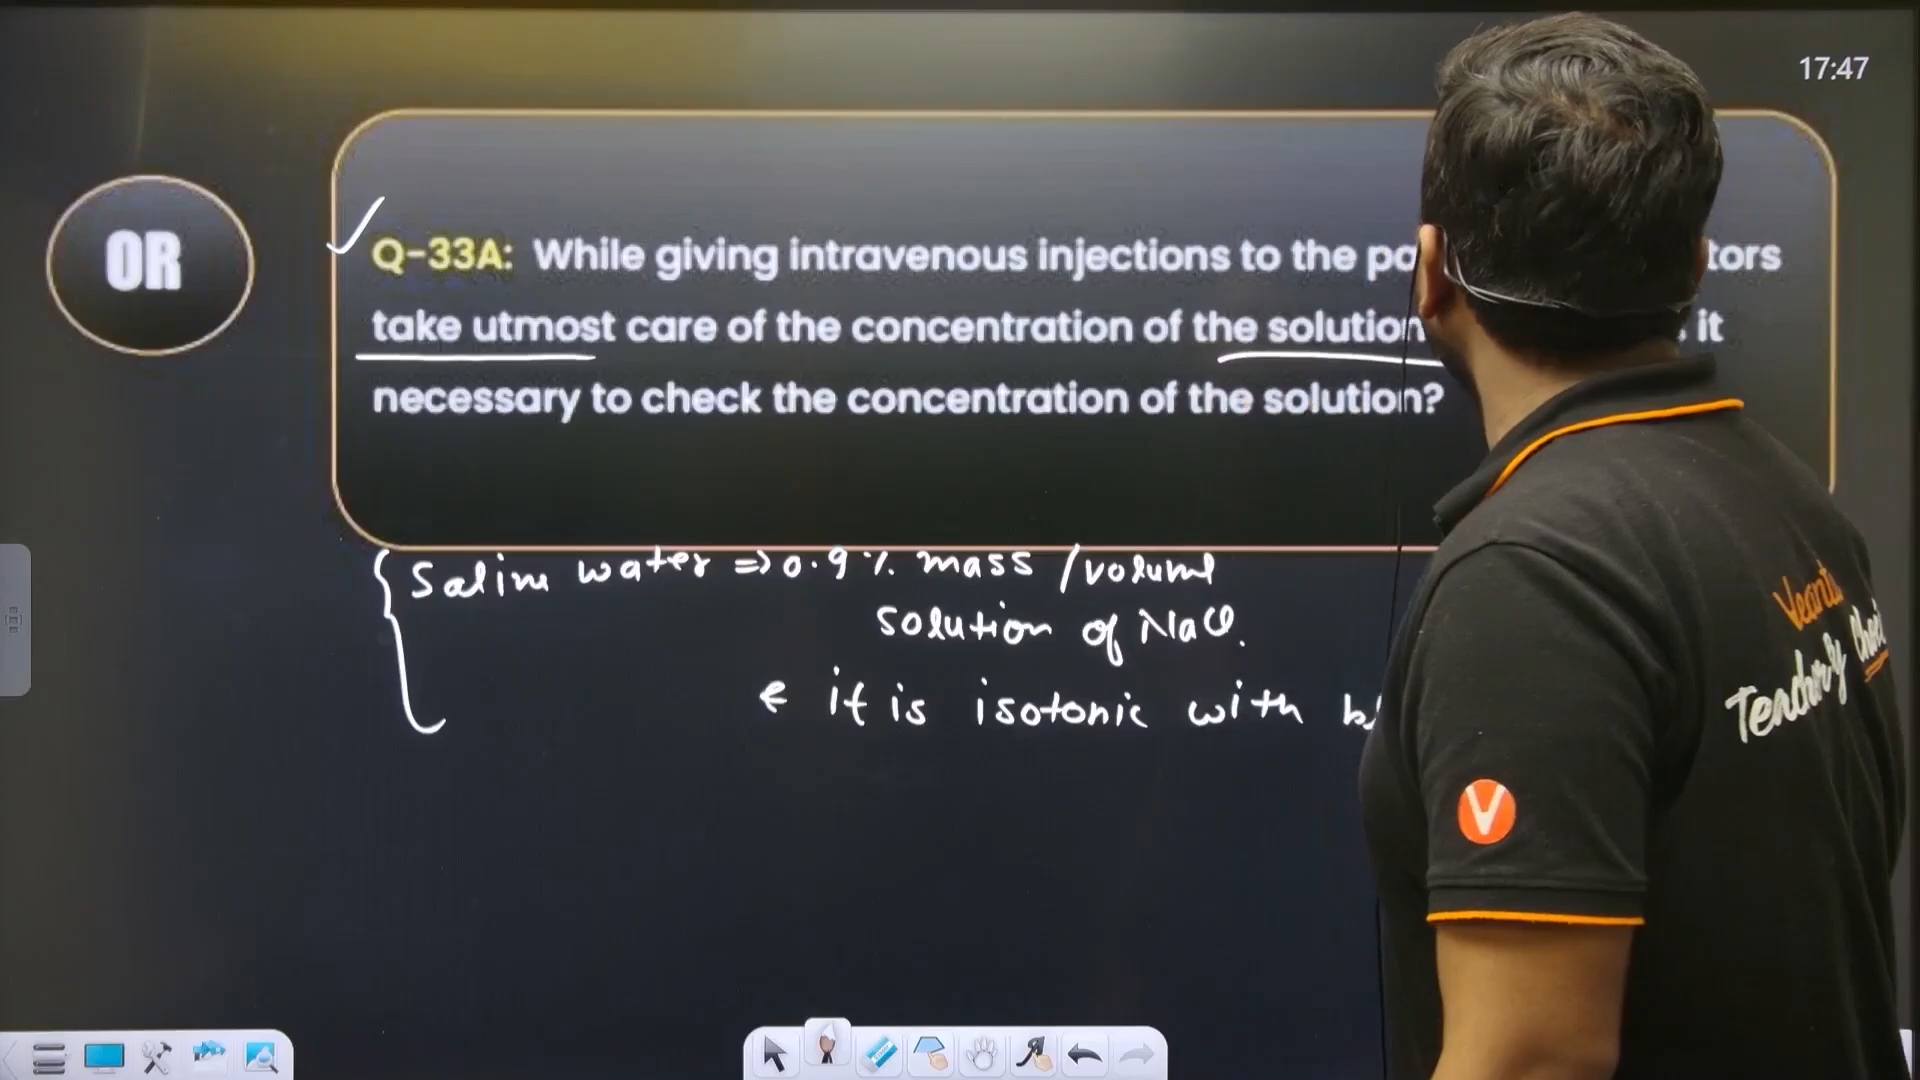 17:47
OR
Q-33A: While giving intravenous injections to the tors
take utmost care of the concentration of the solution it
necessary to check the concentration of the solution?
Saline water => 0.9% mass/volume
solution of NaCl.
it is isotonic with
V
Teaching